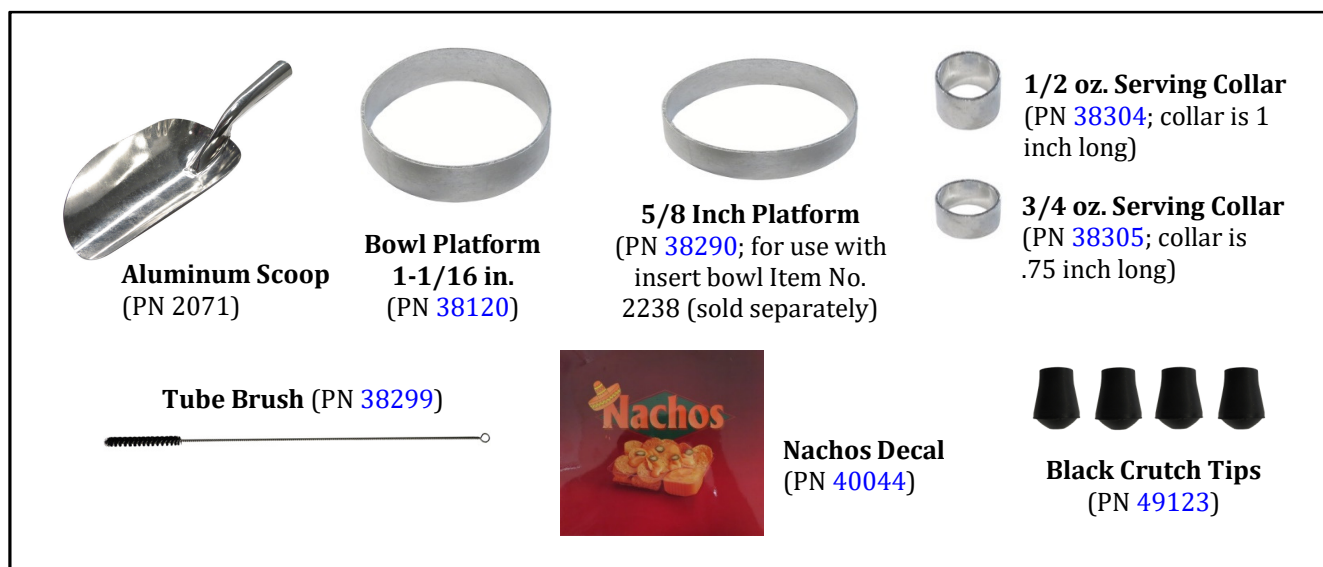 Aluminum Scoop
(PN 2071)
Bowl Platform
1-1/16 in.
(PN 38120)
5/8 Inch Platform
(PN 38290; for use with
insert bowl Item No.
2238 (sold separately)
1/2 oz. Serving Collar
(PN 38304; collar is 1
inch long)
3/4 oz. Serving Collar
(PN 38305; collar is
.75 inch long)
Tube Brush (PN 38299)
Nachos
Nachos Decal
(PN 40044)
Black Crutch Tips
(PN 49123)